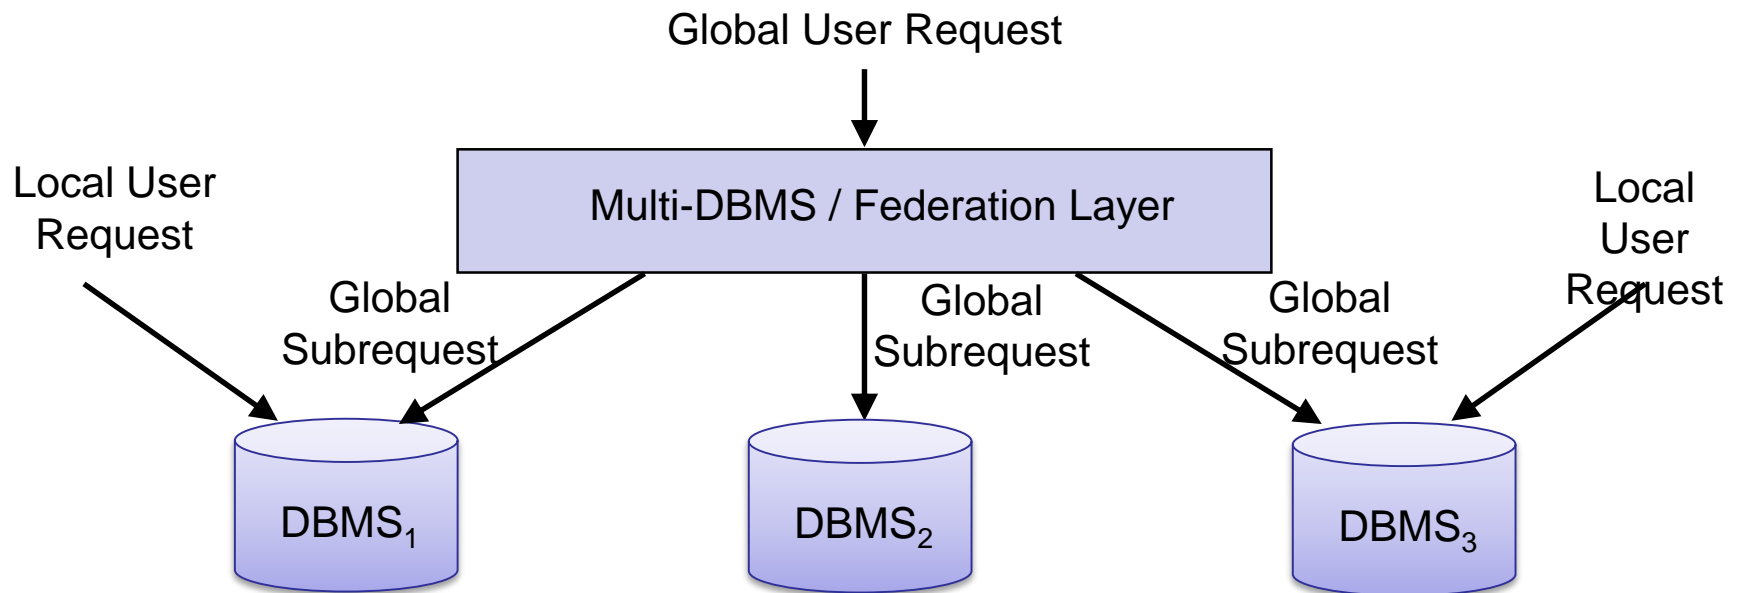 Global User Request
Local User
Request
Multi-DBMS / Federation Layer
Local
User
Request
Global
Subrequest
Global
Subrequest
Global
Subrequest
DBMS₁
DBMS₂
DBMS₃